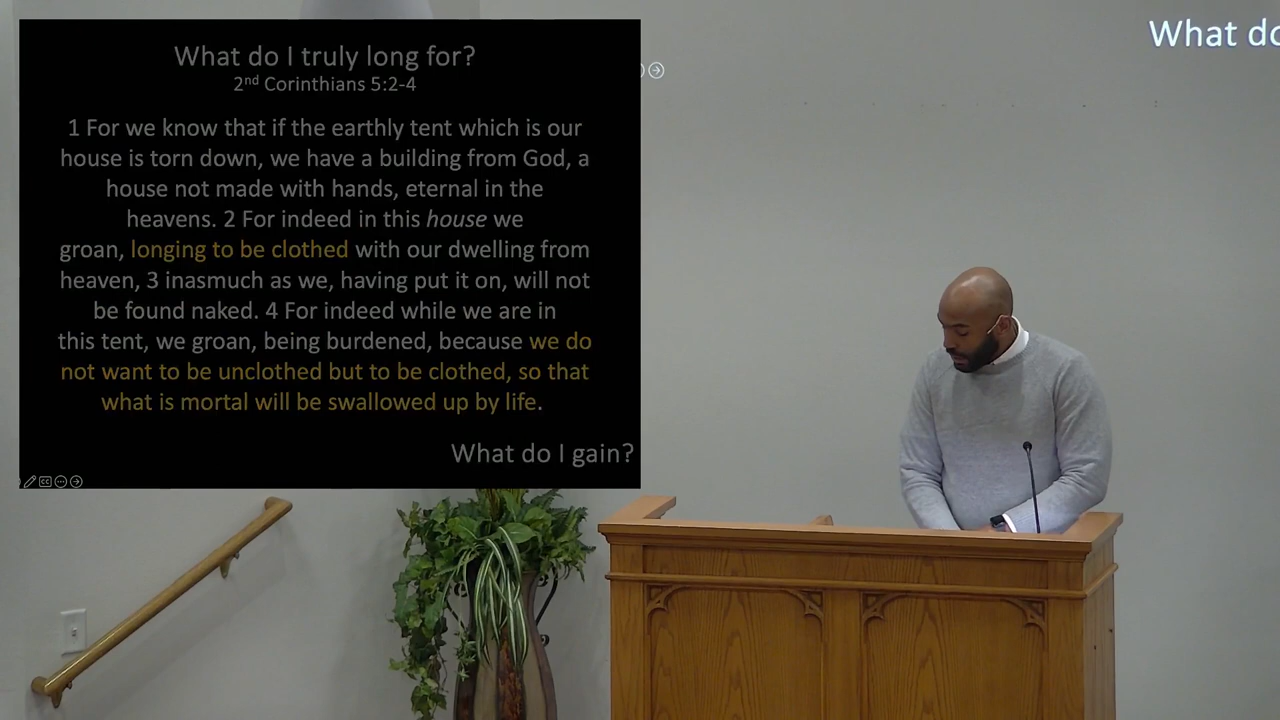 What do I truly long for?
2nd Corinthians 5:2-4
1 For we know that if the earthly tent which is our
house is torn down, we have a building from God, a
house not made with hands, eternal in the
heavens. 2 For indeed in this house we
groan, longing to be clothed with our dwelling from
heaven, 3 inasmuch as we, having put it on, will not
be found naked. 4 For indeed while we are in
this tent, we groan, being burdened, because we do
not want to be unclothed but to be clothed, so that
what is mortal will be swallowed up by life.
What do I gain?
CC
What do